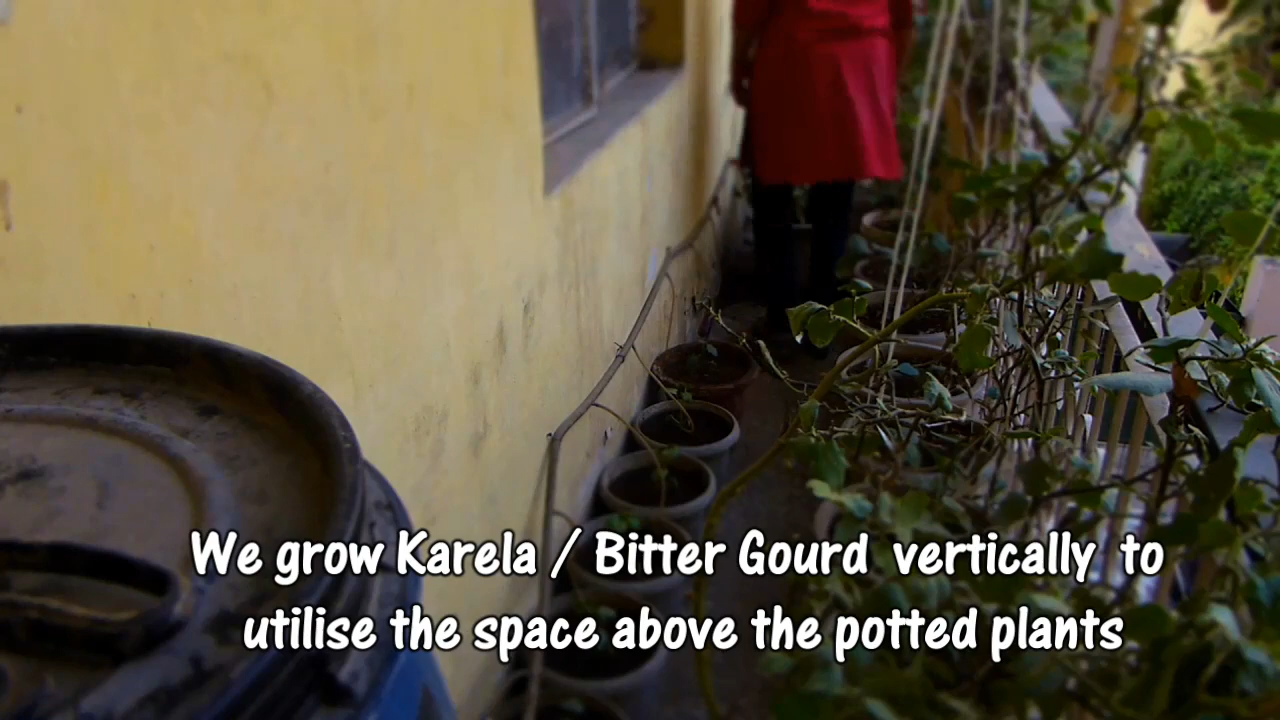 We grow Karela / Bitter Gourd vertically to
utilise the space above the potted plants